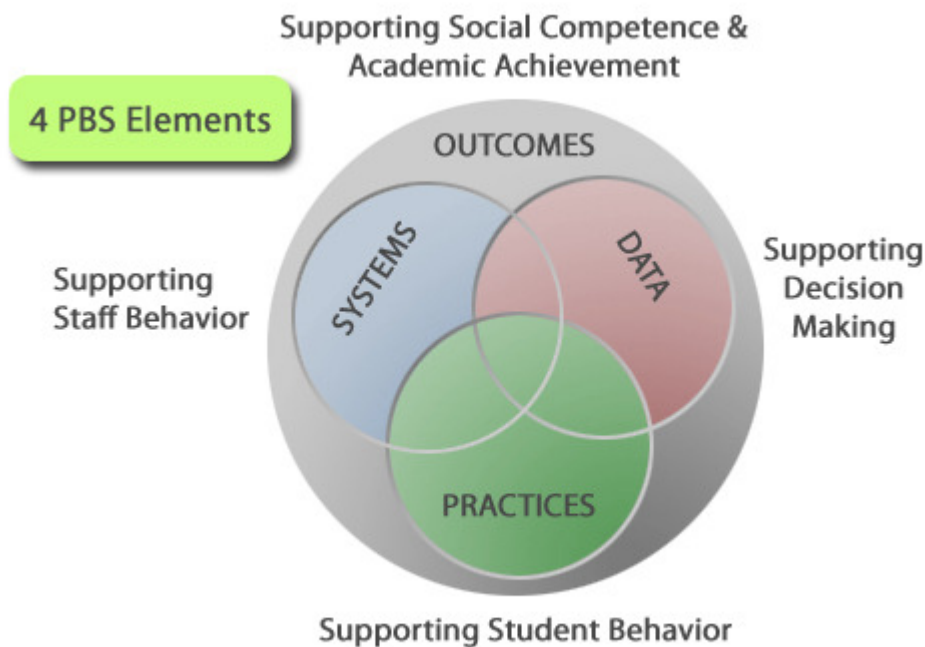 Supporting Social Competence &
Academic Achievement
4 PBS Elements
OUTCOMES
SYSTEMS
DATA
Supporting
Staff Behavior
Supporting
Decision
Making
PRACTICES
Supporting Student Behavior